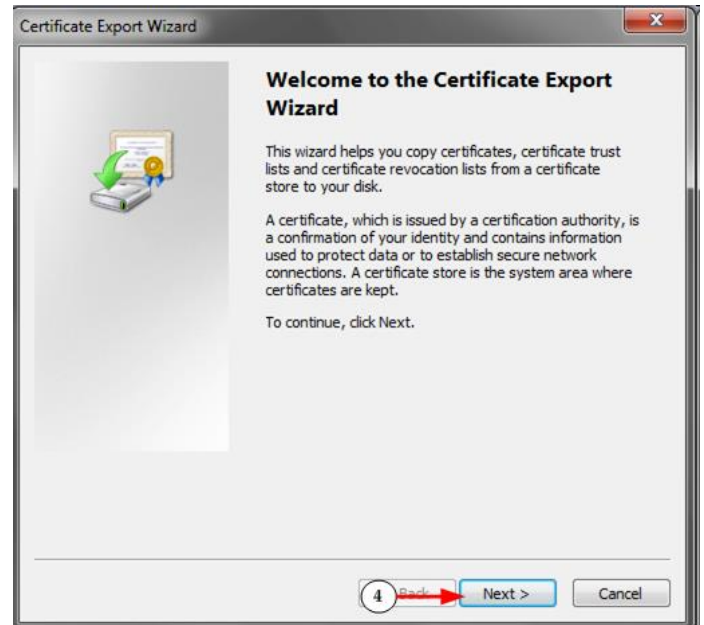 Certificate Export Wizard
Welcome to the Certificate Export
Wizard
This wizard helps you copy certificates, certificate trust
lists and certificate revocation lists from a certificate
store to your disk.
A certificate, which is issued by a certification authority, is
a confirmation of your identity and contains information
used to protect data or to establish secure network
connections. A certificate store is the system area where
certificates are kept.
To continue, click Next.
4 Back Next > Cancel